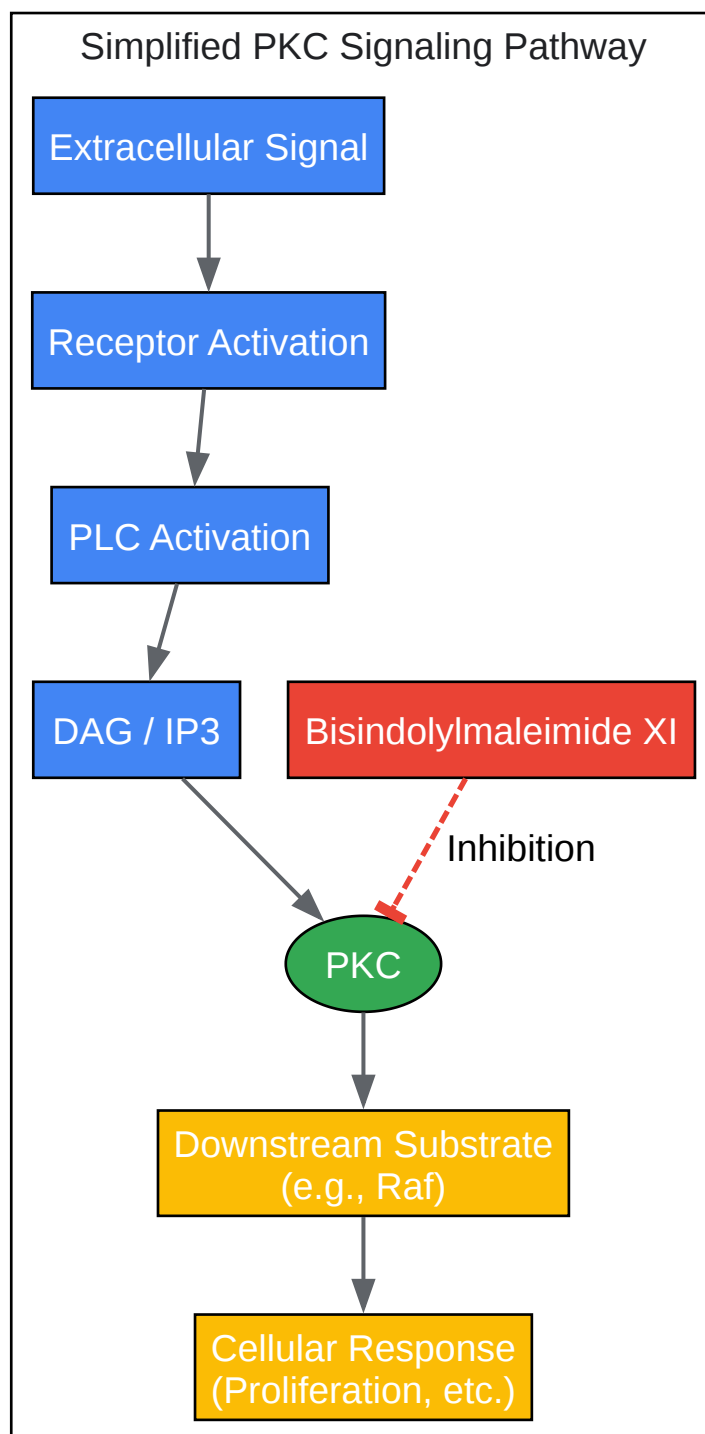 Simplified PKC Signaling Pathway
Extracellular Signal
Receptor Activation
PLC Activation
DAG / IP3
Bisindolylmaleimide XI
Inhibition
PKC
Downstream Substrate
(e.g., Raf)
Cellular Response
(Proliferation, etc.)